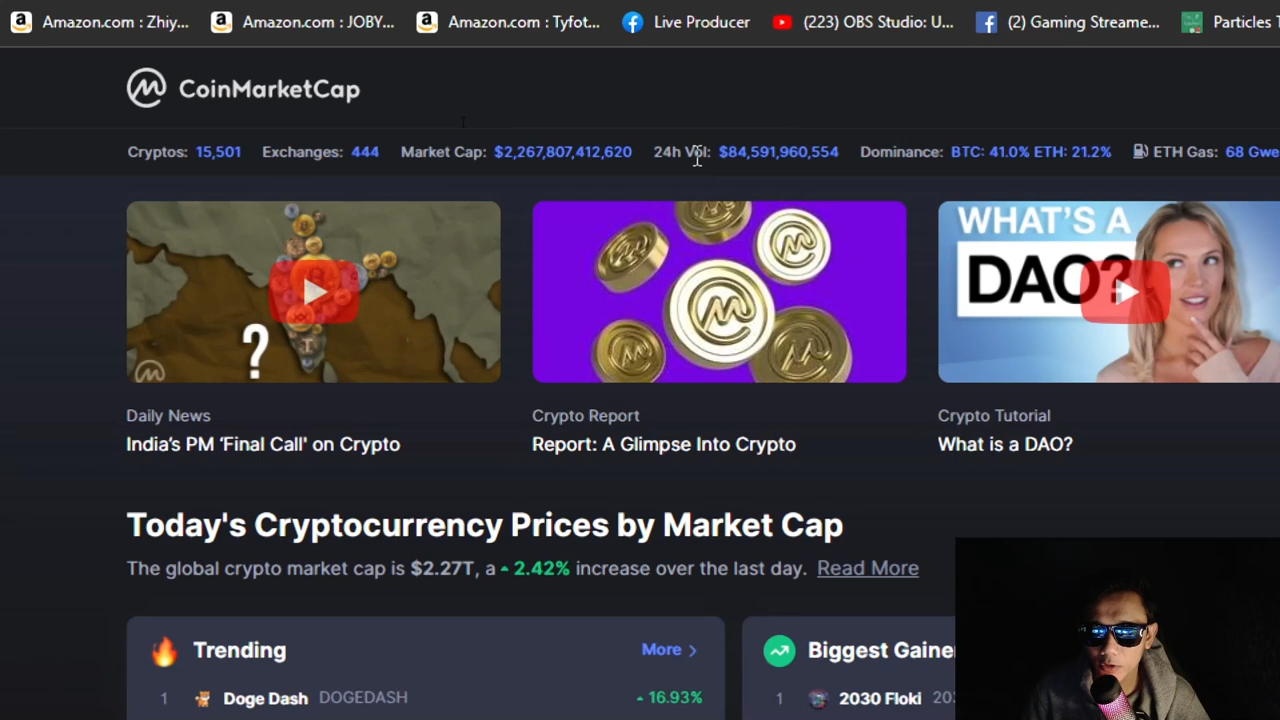 Amazon.com : Zhiy... Amazon.com : JOBY... Amazon.com : Tyfot... Live Producer (223) OBS Studio: U... (2) Gaming Streame... Particles
CoinMarketCap
Cryptos: 15,501 Exchanges: 444 Market Cap: $2,267,807,412,620 24h Vol: $84,591,960,554 Dominance: BTC: 41.0% ETH: 21.2% ETH Gas: 68
WHAT'S A
DAO?
?
Daily News Crypto Report Crypto Tutorial
India's PM 'Final Call' on Crypto Report: A Glimpse Into Crypto What is a DAO?
Today's Cryptocurrency Prices by Market Cap
The global crypto market cap is $2.27T, a 2.42% increase over the last day. Read More
Trending More > Biggest
1 Doge Dash DOGEDASH 16.93% 1 2030 Floki